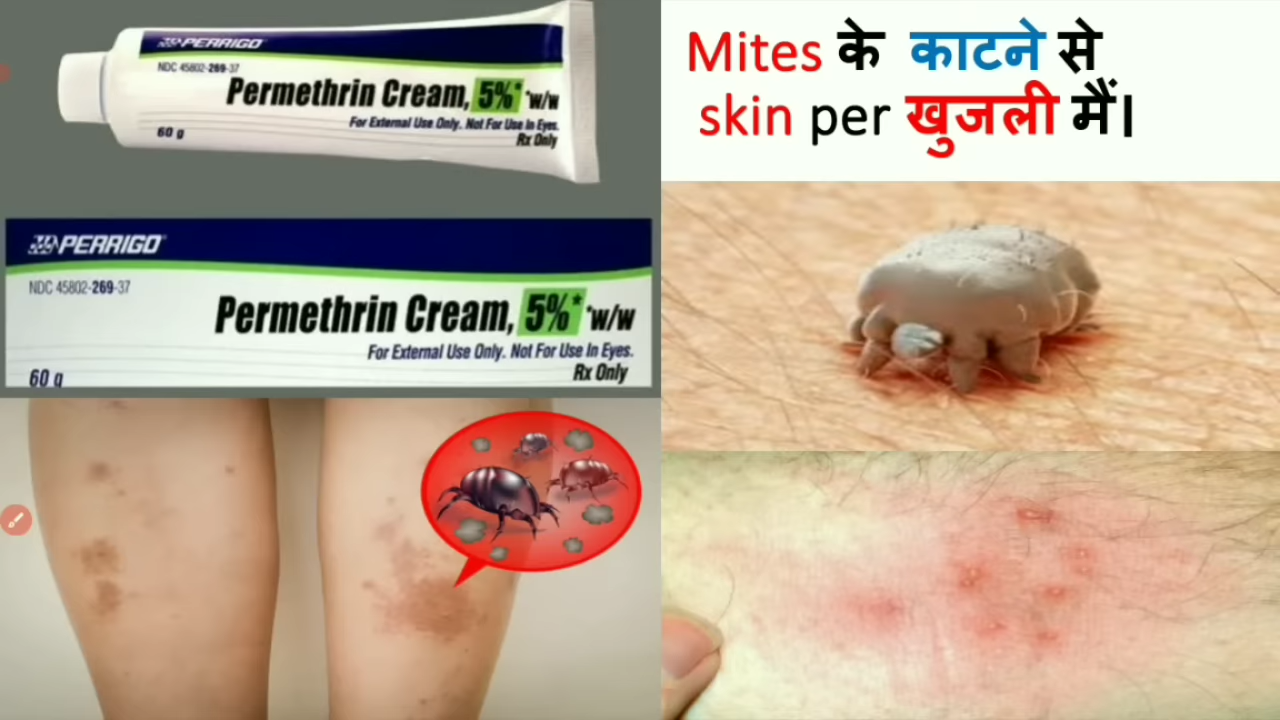 PERRIGO
NDC 45802-269-37
Permethrin Cream, 5%* *w/w
For External Use Only. Not For Use In Eyes.
60 g
Rx Only
PERRIGO
NDC 45802-269-37
Permethrin Cream, 5%* *w/w
For External Use Only. Not For Use In Eyes.
60 g
Rx Only
Mites के काटने से
skin per खुजली मैं।